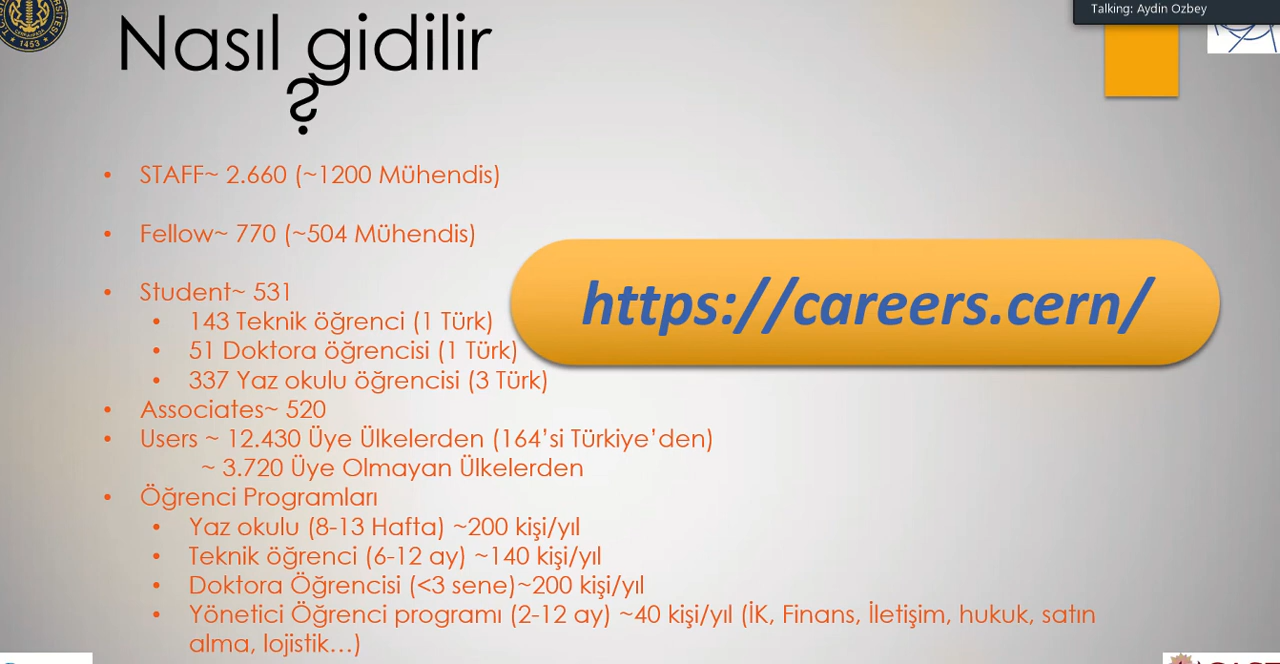 Talking: Aydin Ozbey
1453
Nasıl gidilir
?
• STAFF~ 2.660 (~1200 Mühendis)
• Fellow~ 770 (~504 Mühendis)
https://careers.cern/
• Student~ 531
• 143 Teknik öğrenci (1 Türk)
• 51 Doktora öğrencisi (1 Türk)
• 337 Yaz okulu öğrencisi (3 Türk)
• Associates~ 520
• Users ~ 12.430 Üye Ülkelerden (164’si Türkiye’den)
~ 3.720 Üye Olmayan Ülkelerden
• Öğrenci Programları
• Yaz okulu (8-13 Hafta) ~200 kişi/yıl
• Teknik öğrenci (6-12 ay) ~140 kişi/yıl
• Doktora Öğrencisi (<3 sene)~200 kişi/yıl
• Yönetici Öğrenci programı (2-12 ay) ~40 kişi/yıl (İK, Finans, İletişim, hukuk, satın
alma, lojistik…)